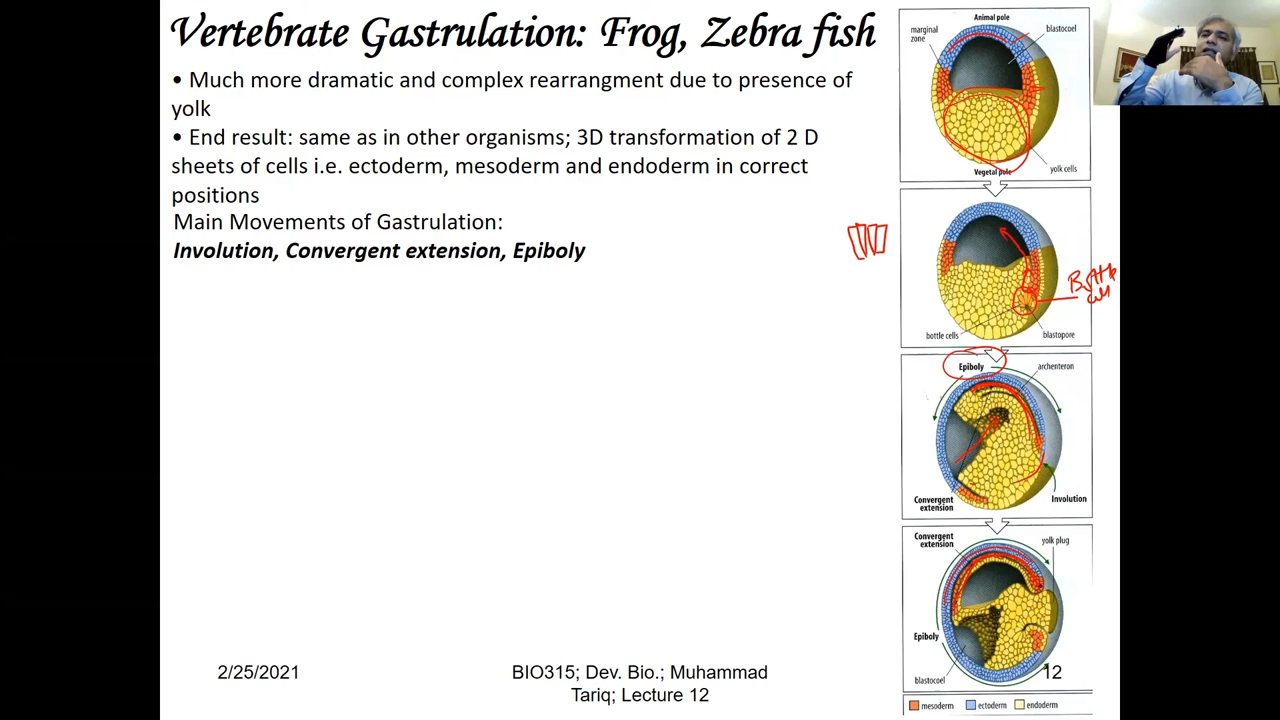 Vertebrate Gastrulation: Frog, Zebra fish
• Much more dramatic and complex rearrangment due to presence of
yolk
• End result: same as in other organisms; 3D transformation of 2 D
sheets of cells i.e. ectoderm, mesoderm and endoderm in correct
positions
Main Movements of Gastrulation:
Involution, Convergent extension, Epiboly
Animal pole
marginal
zone
blastocoel
yolk cells
Vegetal pole
Bottle
cell
bottle cells
blastopore
Epiboly
archenteron
Convergent
extension
Involution
Convergent
extension
yolk plug
Epiboly
blastocoel
mesoderm
ectoderm
endoderm
2/25/2021
BIO315; Dev. Bio.; Muhammad
Tariq; Lecture 12
12